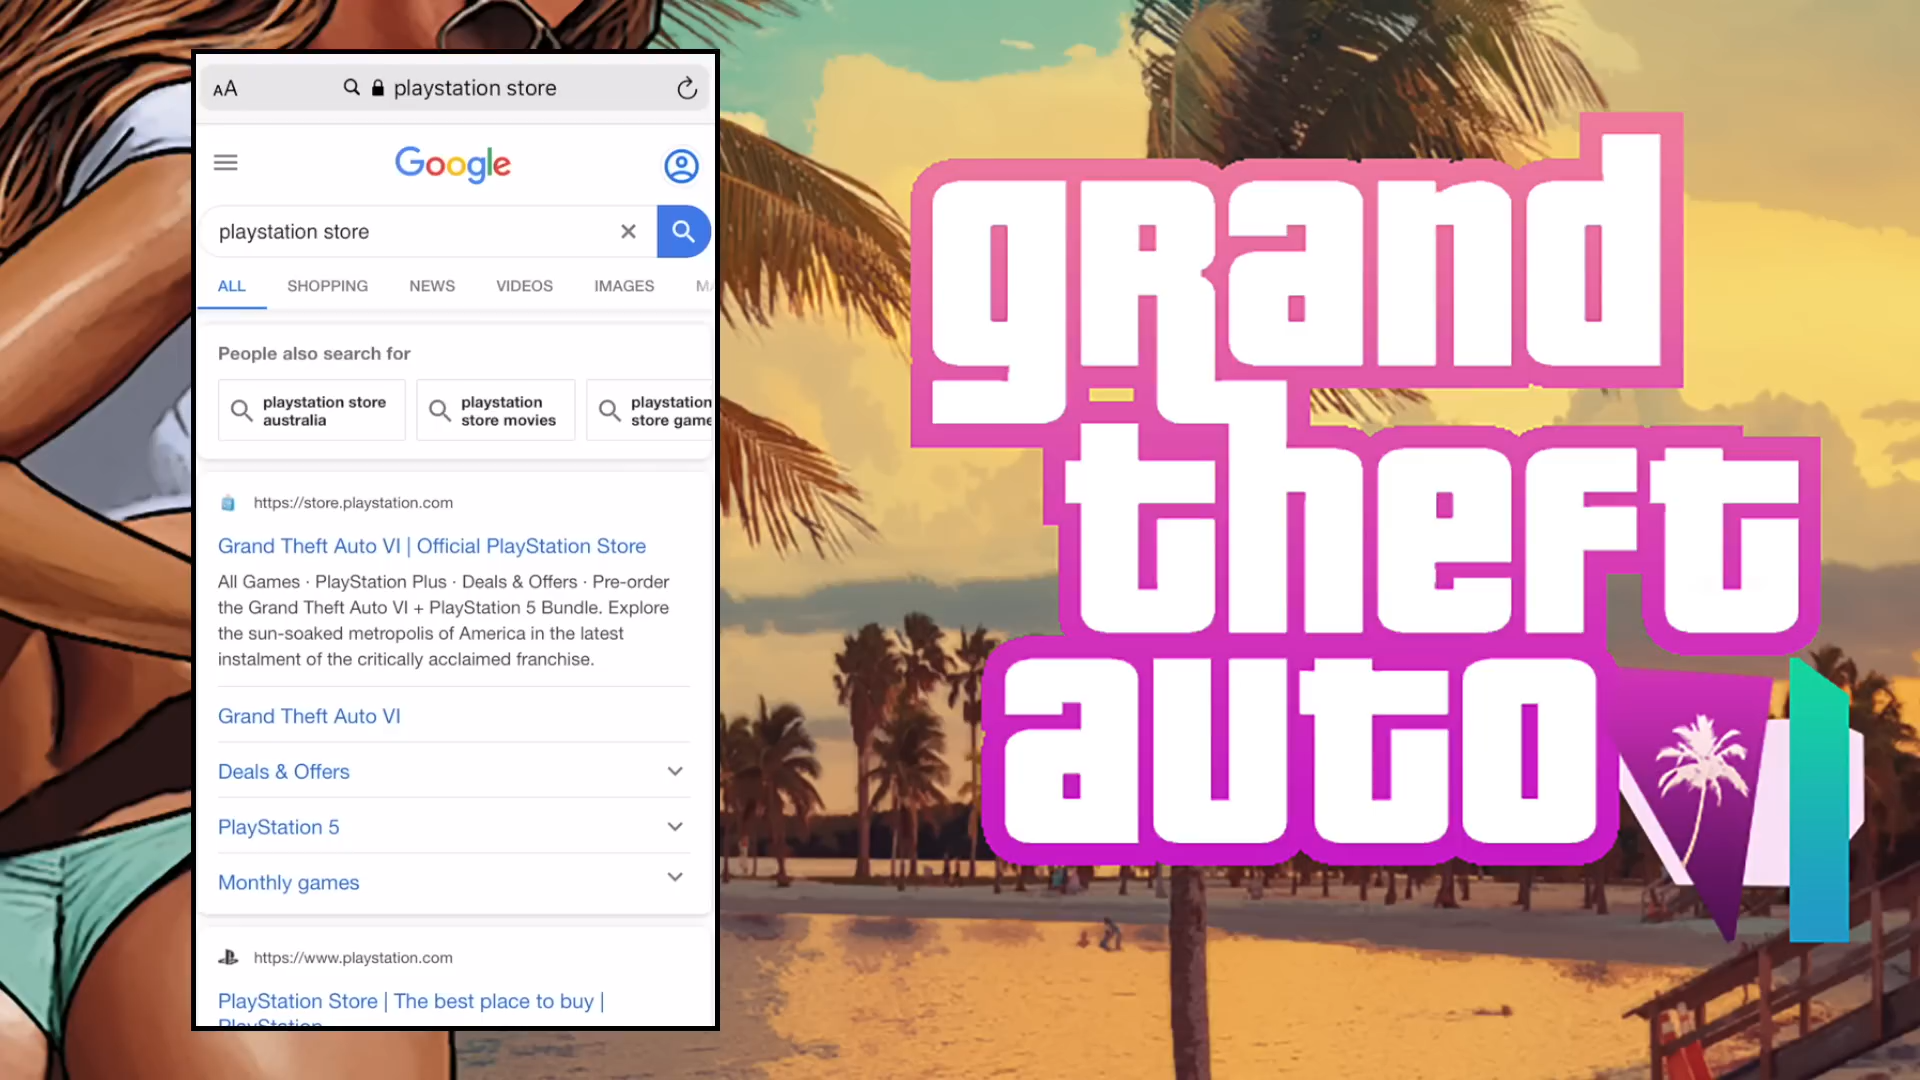 AA playstation store
Google
playstation store
ALL SHOPPING NEWS VIDEOS IMAGES
People also search for
playstation store
australia
playstation
store movies
playstation
store game
https://store.playstation.com
Grand Theft Auto VI | Official PlayStation Store
All Games · PlayStation Plus · Deals & Offers · Pre-order
the Grand Theft Auto VI + PlayStation 5 Bundle. Explore
the sun-soaked metropolis of America in the latest
instalment of the critically acclaimed franchise.
Grand Theft Auto VI
Deals & Offers
PlayStation 5
Monthly games
https://www.playstation.com
PlayStation Store | The best place to buy |
PlayStation
grand
theft
auto
VI